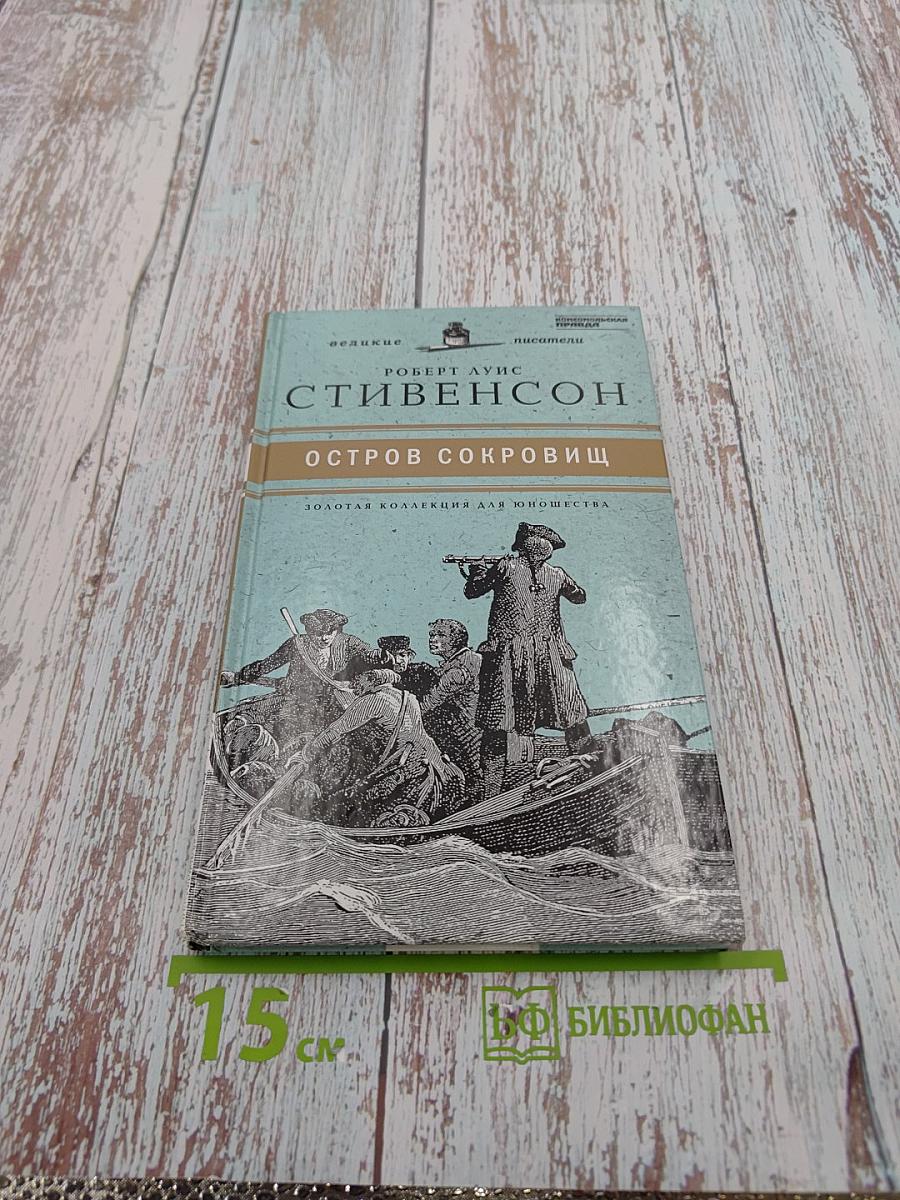 КОМСОМОЛЬСКАЯ
ПРАВДА
великие писатели
РОБЕРТ ЛУИС
СТИВЕНСОН
ОСТРОВ СОКРОВИЩ
ЗОЛОТАЯ КОЛЛЕКЦИЯ ДЛЯ ЮНОШЕСТВА
15 см
БФ БИБЛИОФАН